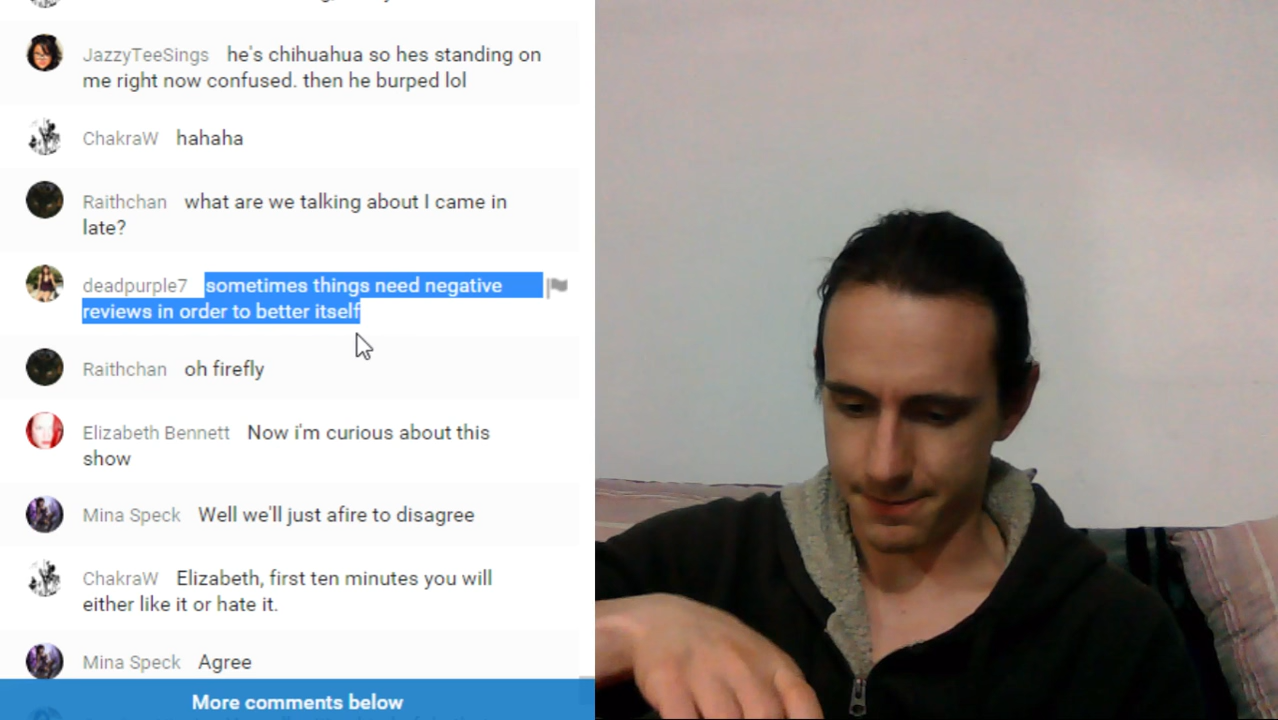 JazzyTeeSings he's chihuahua so hes standing on
me right now confused. then he burped lol
ChakraW hahaha
Raithchan what are we talking about I came in
late?
deadpurple7 sometimes things need negative
reviews in order to better itself
Raithchan oh firefly
Elizabeth Bennett Now i'm curious about this
show
Mina Speck Well we'll just afire to disagree
ChakraW Elizabeth, first ten minutes you will
either like it or hate it.
Mina Speck Agree
More comments below